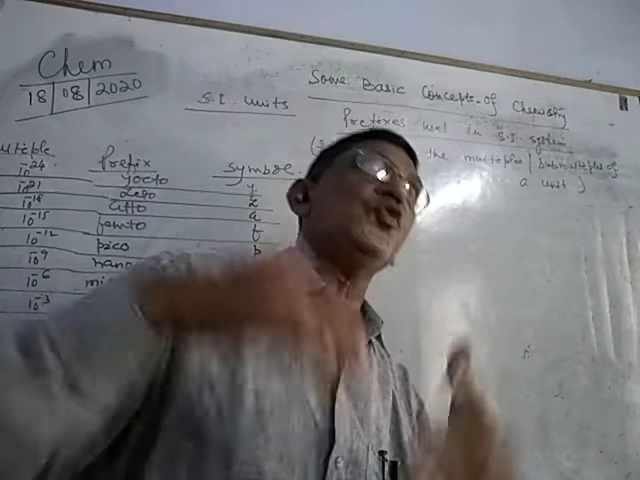 Chem
18 | 08 | 2020
S.I. units
Some Basic Concepts of Chemistry
Prefixes used in S.I. system
the multiples | submultiples of
a unit )
Prefix
symbol
10-24 Yocto y
10-21 Zepto z
10-18 atto a
10-15 femto f
10-12 pico p
10-9 nano
10-6
10-3